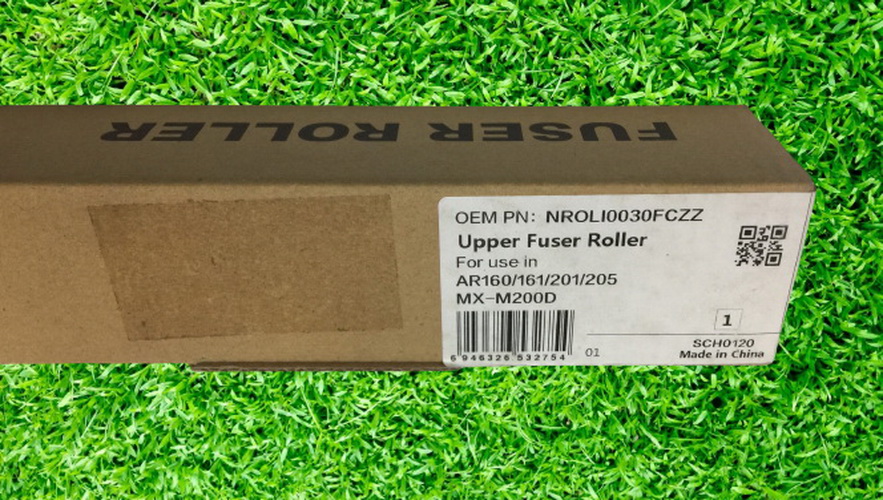 FUSER ROLLER
OEM PN: NROLI0030FCZZ
Upper Fuser Roller
For use in
AR160/161/201/205
MX-M200D
1
6 946326 532754
01
SCH0120
Made in China